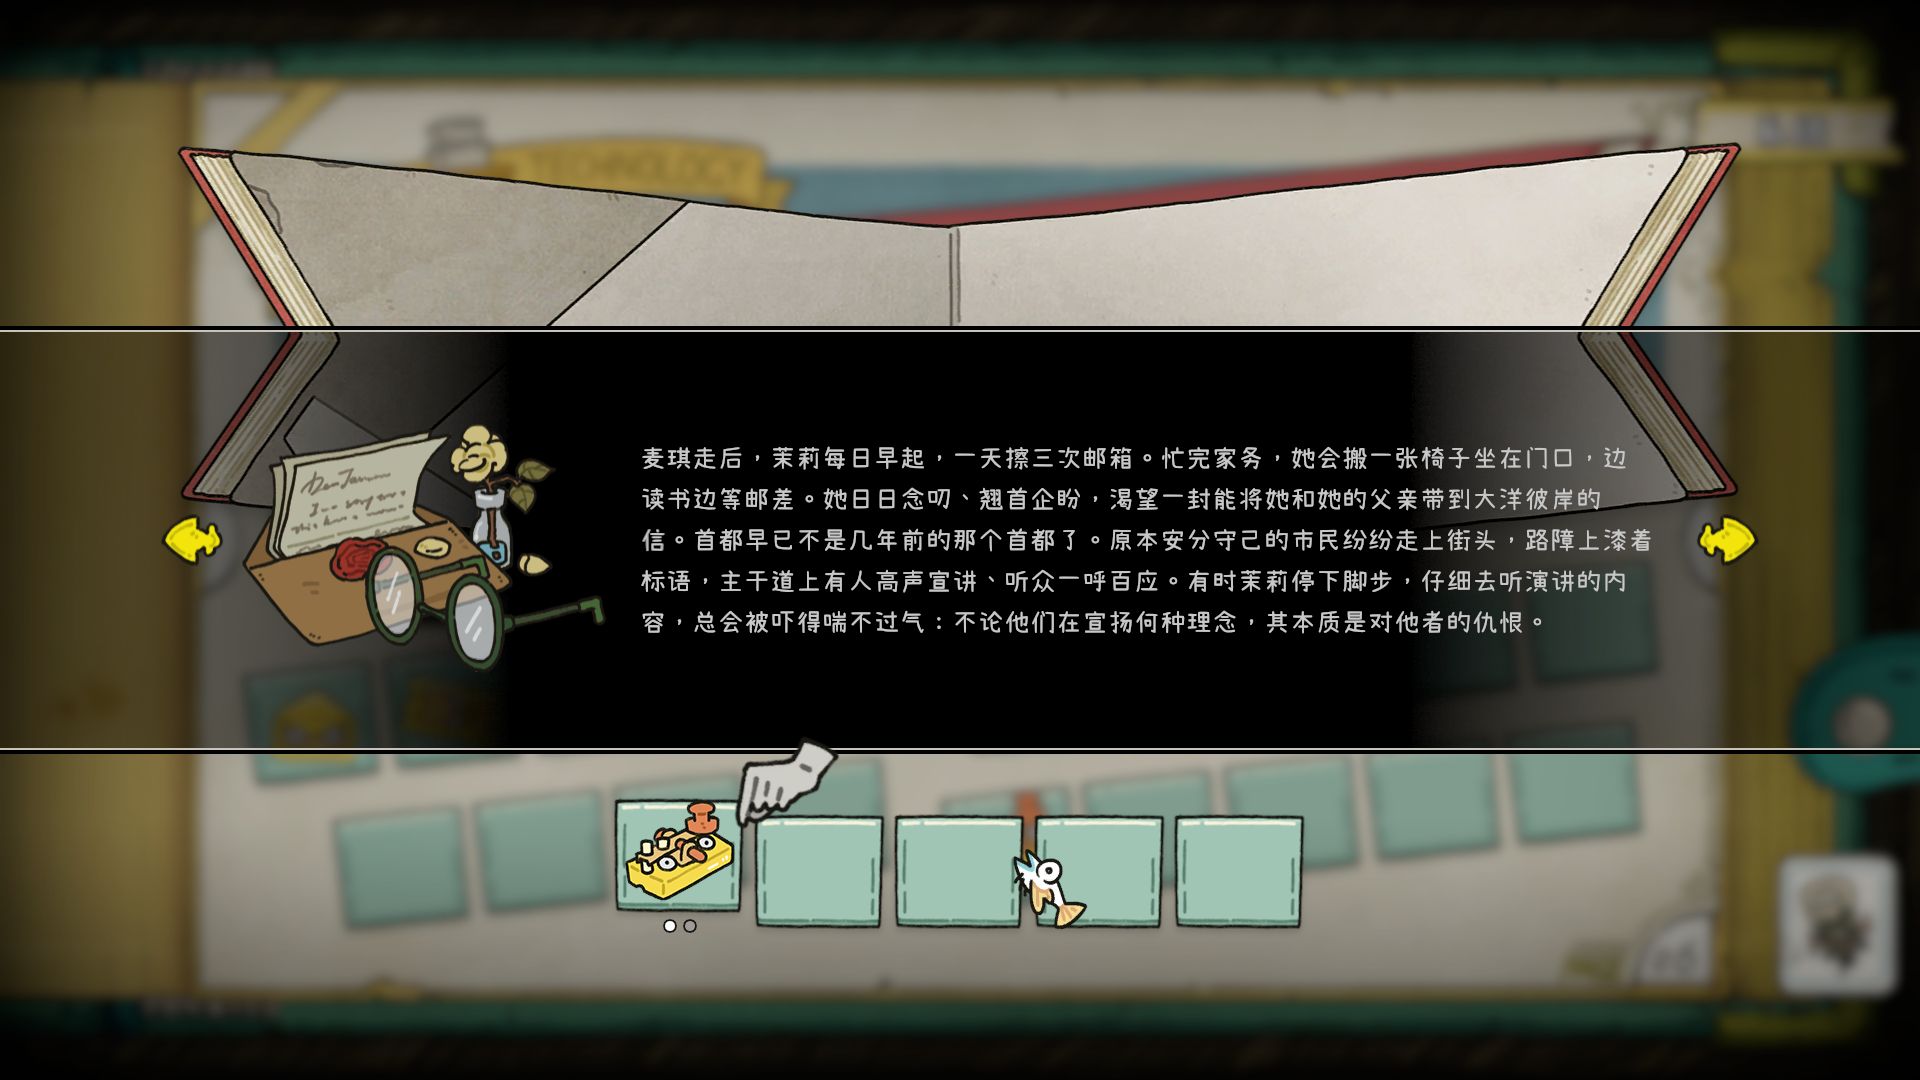 TECHNOLOGY
麦琪走后，茉莉每日早起，一天擦三次邮箱。忙完家务，她会搬一张椅子坐在门口，边
读书边等邮差。她日日念叨、翘首企盼，渴望一封能将她和她的父亲带到大洋彼岸的
信。首都早已不是几年前的那个首都了。原本安分守己的市民纷纷走上街头，路障上漆着
标语，主干道上有人高声宣讲、听众一呼百应。有时茉莉停下脚步，仔细去听演讲的内
容，总会被吓得喘不过气：不论他们在宣扬何种理念，其本质是对他者的仇恨。